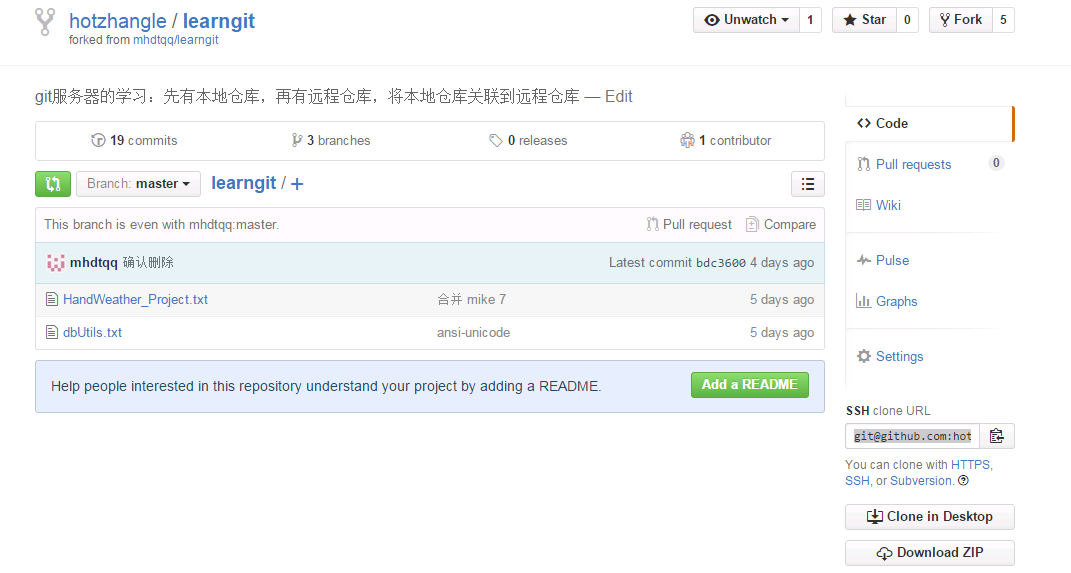 hotzhangle / learngit
forked from mhdtqq/learngit
Unwatch 1 Star 0 Fork 5
git服务器的学习：先有本地仓库，再有远程仓库，将本地仓库关联到远程仓库 — Edit
19 commits 3 branches 0 releases 1 contributor
Branch: master learngit / +
This branch is even with mhdtqq:master. Pull request Compare
mhdtqq 确认删除 Latest commit bdc3600 4 days ago
HandWeather_Project.txt 合并 mike 7 5 days ago
dbUtils.txt ansi-unicode 5 days ago
Help people interested in this repository understand your project by adding a README. Add a README
Code
Pull requests 0
Wiki
Pulse
Graphs
Settings
SSH clone URL
git@github.com:hot
You can clone with HTTPS,
SSH, or Subversion.
Clone in Desktop
Download ZIP